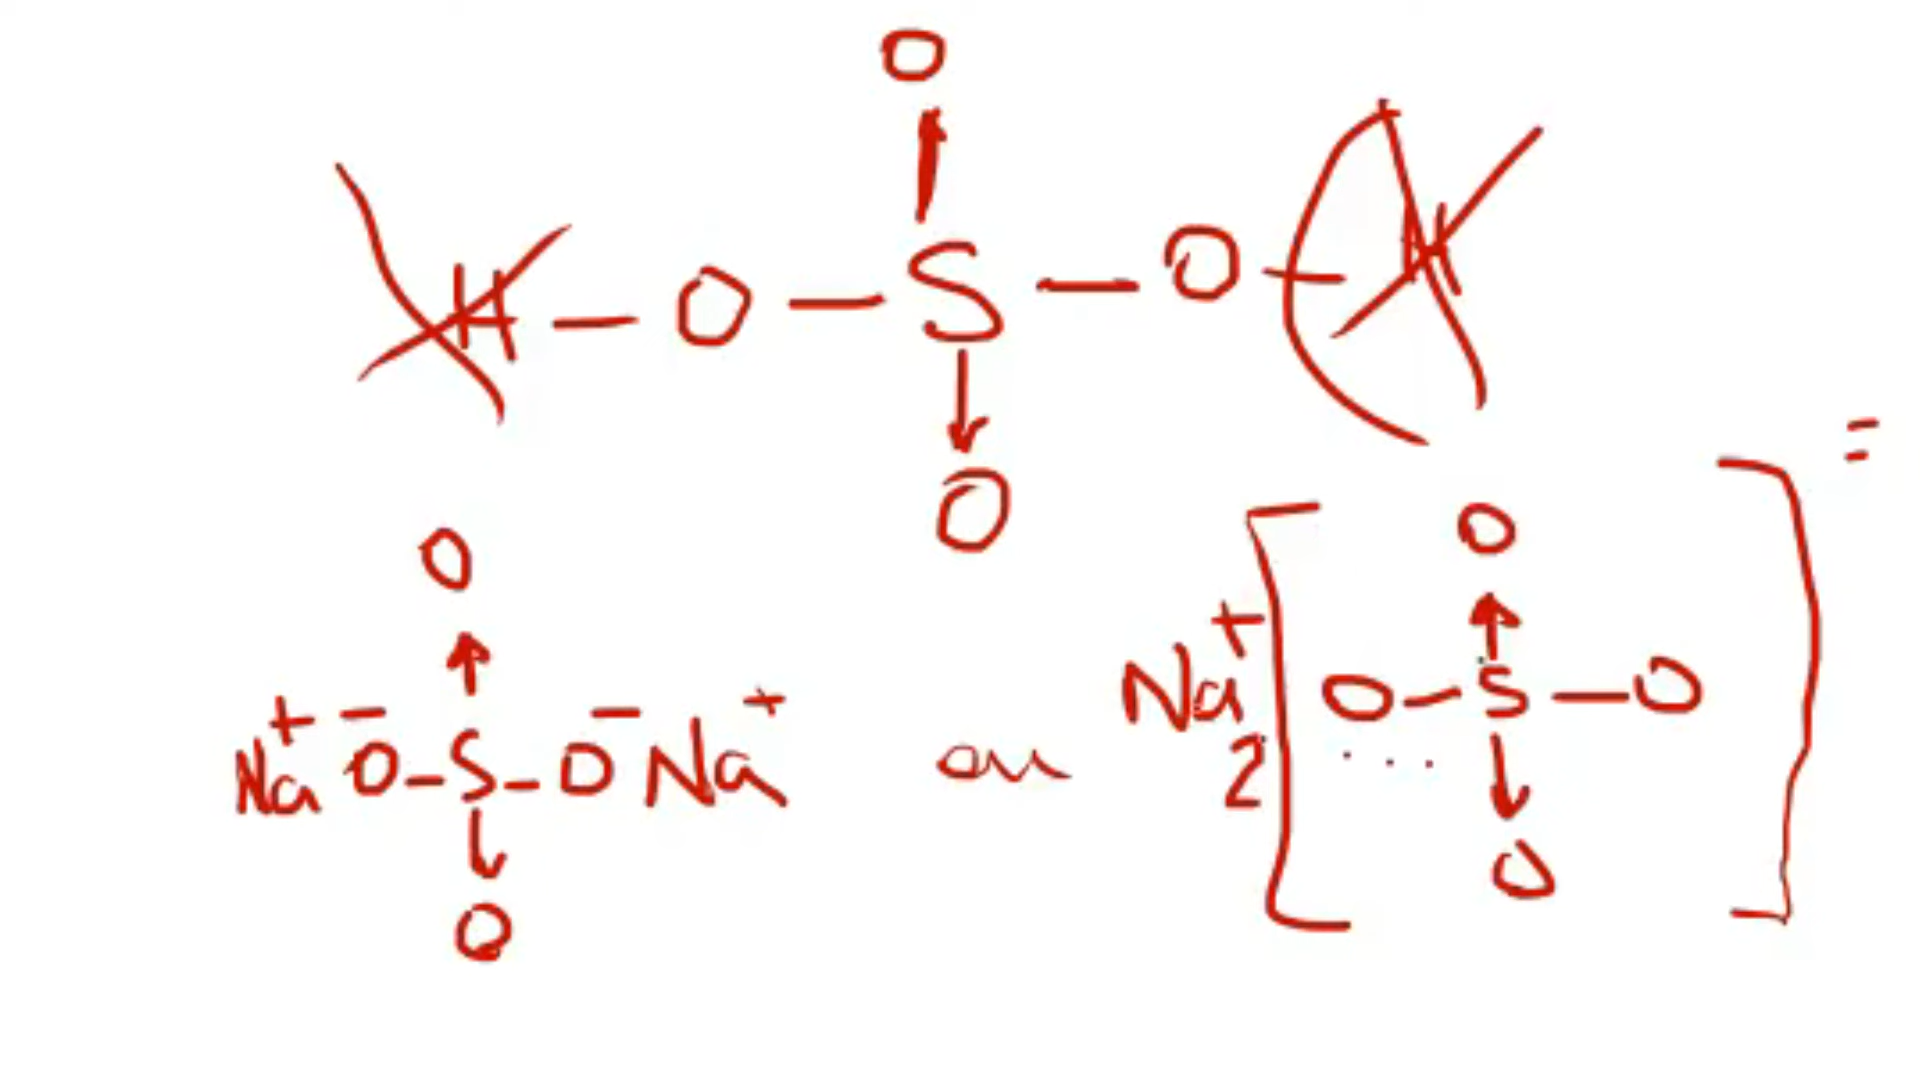 O
H - O - S - O - H
O
O O
Na+ -O - S - O- Na+ ou Na+2 [O - S - O]=
O O